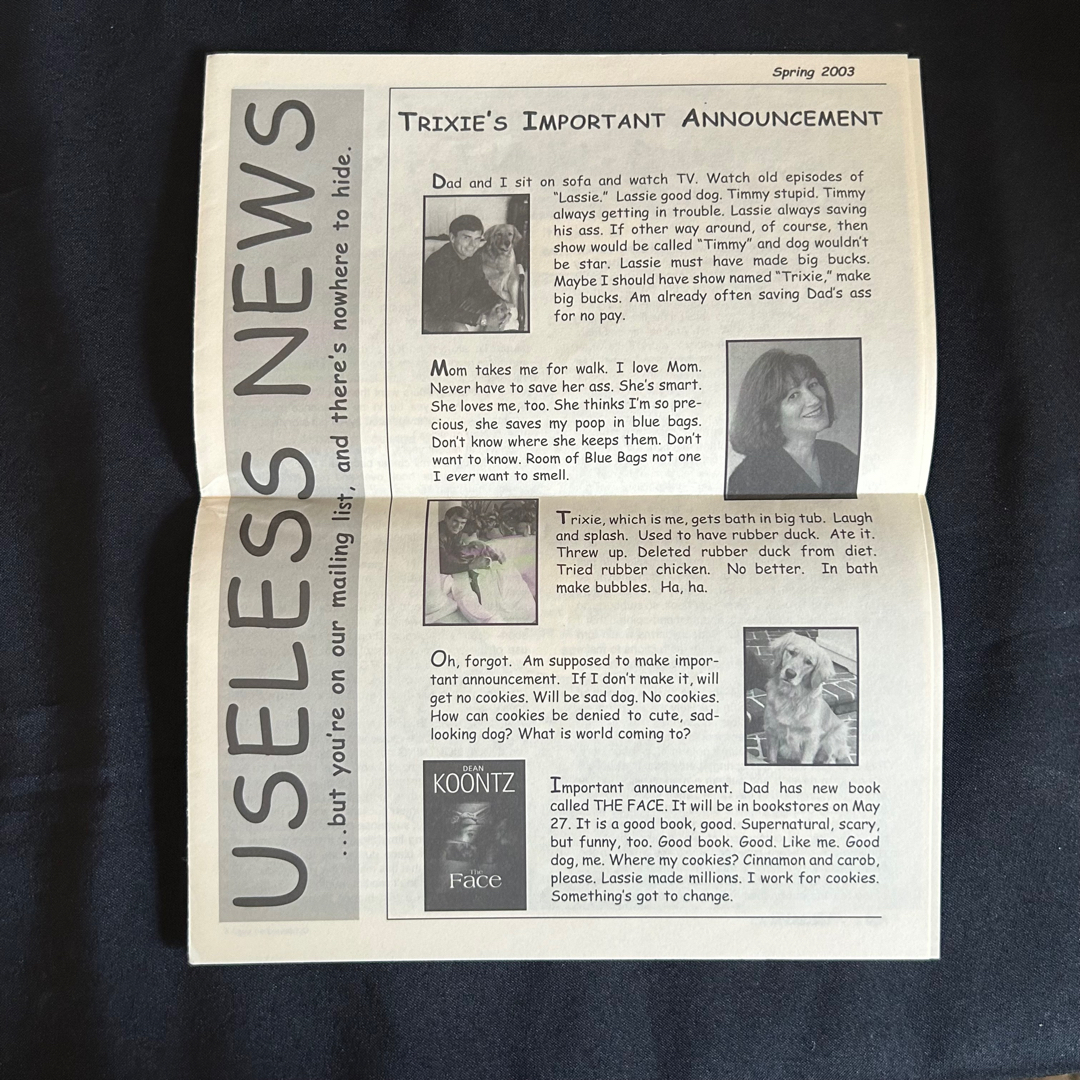 Spring 2003
USELESS NEWS
...but you're on our mailing list, and there's nowhere to hide.
TRIXIE'S IMPORTANT ANNOUNCEMENT
Dad and I sit on sofa and watch TV. Watch old episodes of
"Lassie." Lassie good dog. Timmy stupid. Timmy
always getting in trouble. Lassie always saving
his ass. If other way around, of course, then
show would be called "Timmy" and dog wouldn't
be star. Lassie must have made big bucks.
Maybe I should have show named "Trixie," make
big bucks. Am already often saving Dad's ass
for no pay.
Mom takes me for walk. I love Mom.
Never have to save her ass. She's smart.
She loves me, too. She thinks I'm so pre-
cious, she saves my poop in blue bags.
Don't know where she keeps them. Don't
want to know. Room of Blue Bags not one
I ever want to smell.
Trixie, which is me, gets bath in big tub. Laugh
and splash. Used to have rubber duck. Ate it.
Threw up. Deleted rubber duck from diet.
Tried rubber chicken. No better. In bath
make bubbles. Ha, ha.
Oh, forgot. Am supposed to make impor-
tant announcement. If I don't make it, will
get no cookies. Will be sad dog. No cookies.
How can cookies be denied to cute, sad-
looking dog? What is world coming to?
DEAN
KOONTZ
The
Face
Important announcement. Dad has new book
called THE FACE. It will be in bookstores on May
27. It is a good book, good. Supernatural, scary,
but funny, too. Good book. Good. Like me. Good
dog, me. Where my cookies? Cinnamon and carob,
please. Lassie made millions. I work for cookies.
Something's got to change.